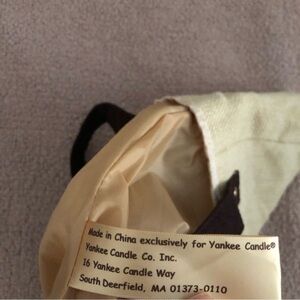 Made in China exclusively for Yankee Candle®
Yankee Candle Co. Inc.
16 Yankee Candle Way
South Deerfield, MA 01373-0110